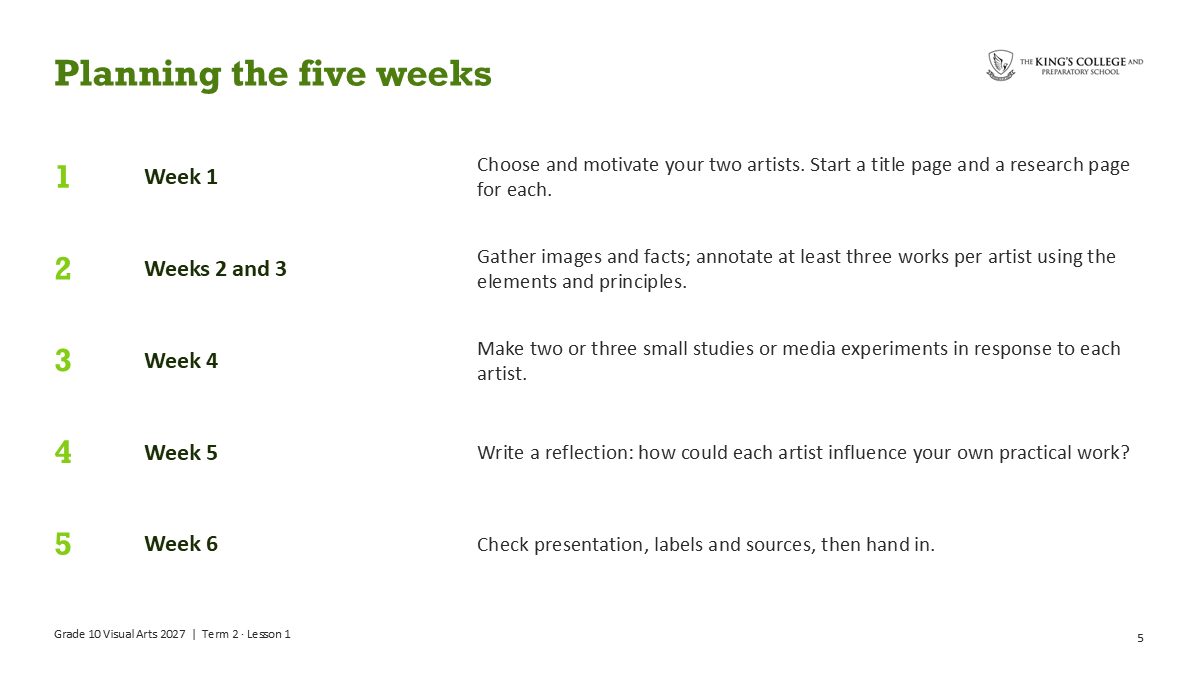 Planning the five weeks
THE KING'S COLLEGE AND
PREPARATORY SCHOOL
1
Week 1
Choose and motivate your two artists. Start a title page and a research page
for each.
2
Weeks 2 and 3
Gather images and facts; annotate at least three works per artist using the
elements and principles.
3
Week 4
Make two or three small studies or media experiments in response to each
artist.
4
Week 5
Write a reflection: how could each artist influence your own practical work?
5
Week 6
Check presentation, labels and sources, then hand in.
Grade 10 Visual Arts 2027 | Term 2 · Lesson 1
5